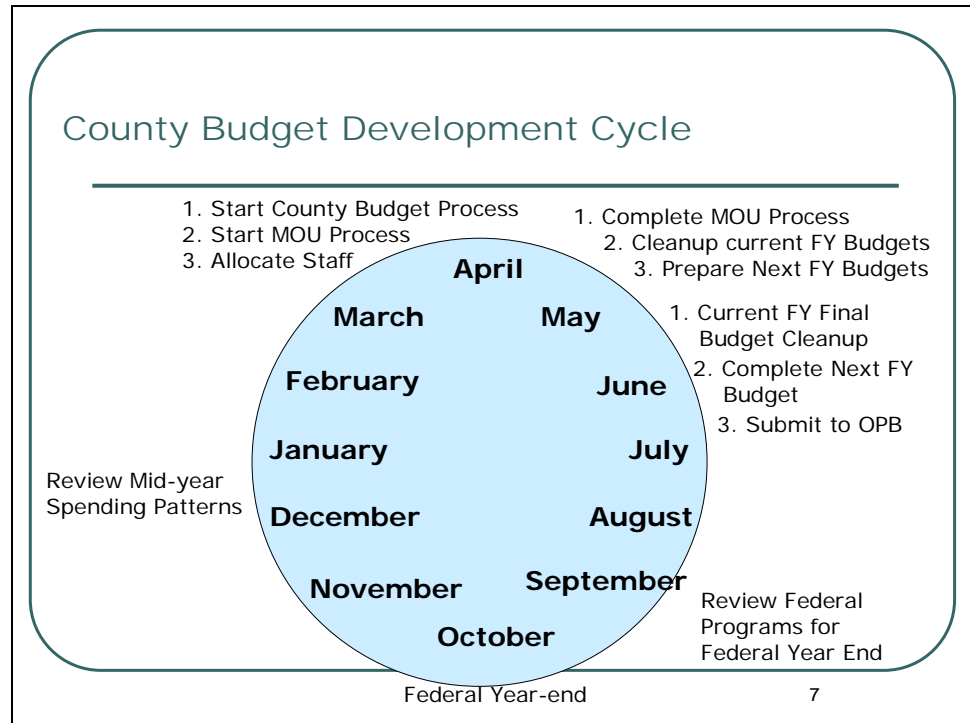 County Budget Development Cycle
1. Start County Budget Process
2. Start MOU Process
3. Allocate Staff
1. Complete MOU Process
2. Cleanup current FY Budgets
3. Prepare Next FY Budgets
1. Current FY Final
Budget Cleanup
2. Complete Next FY
Budget
3. Submit to OPB
April
March
May
February
June
January
July
Review Mid-year
Spending Patterns
December
August
November
September
October
Review Federal
Programs for
Federal Year End
Federal Year-end
7